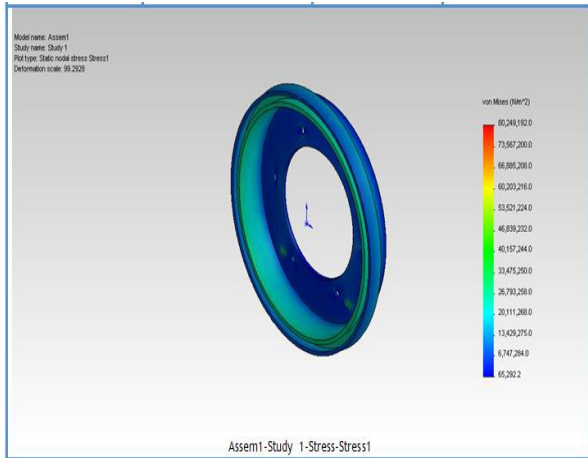 Model name: Assem1
Study name: Study 1
Plot type: Static nodal stress Stress1
Deformation scale: 99.2928
von Mises (N/m^2)
80,249,192.0
73,567,200.0
66,885,208.0
60,203,216.0
53,521,224.0
46,839,232.0
40,157,244.0
33,475,250.0
26,793,258.0
20,111,268.0
13,429,275.0
6,747,284.0
65,292.2
Assem1-Study 1-Stress-Stress1